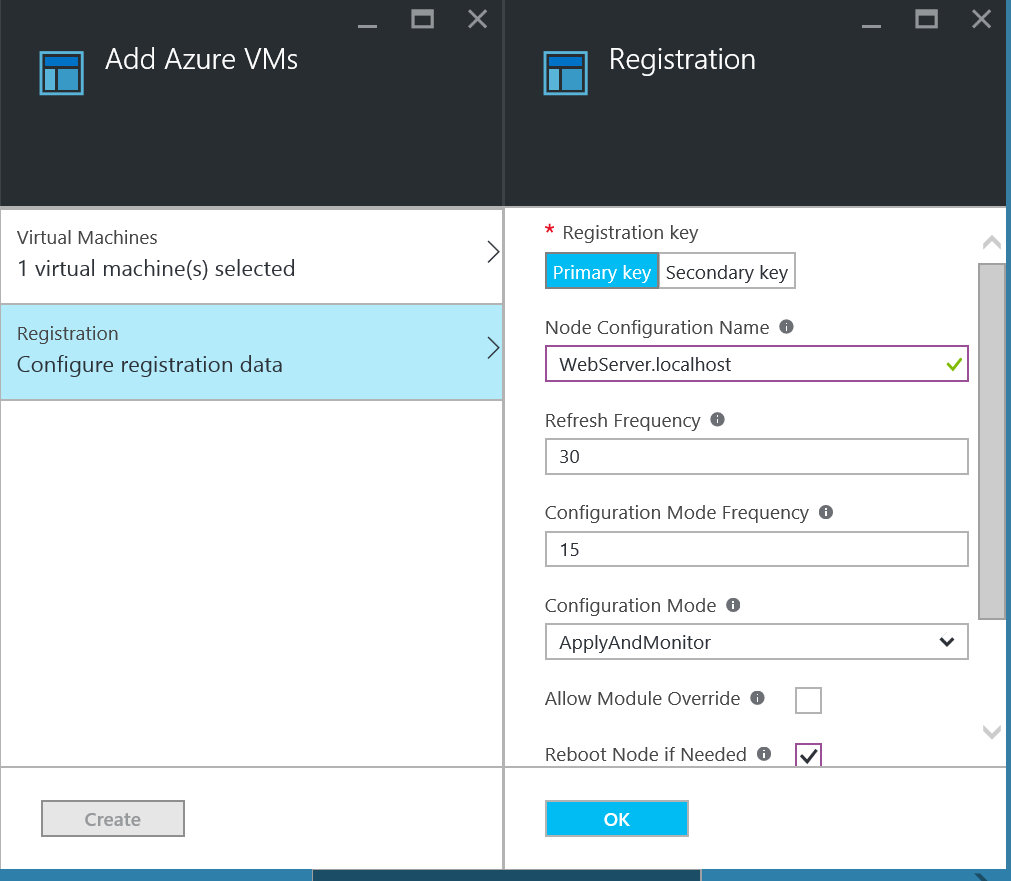 Add Azure VMs
Virtual Machines
1 virtual machine(s) selected
Registration
Configure registration data
Create
Registration
* Registration key
Primary key Secondary key
Node Configuration Name
WebServer.localhost
Refresh Frequency
30
Configuration Mode Frequency
15
Configuration Mode
ApplyAndMonitor
Allow Module Override
Reboot Node if Needed
OK